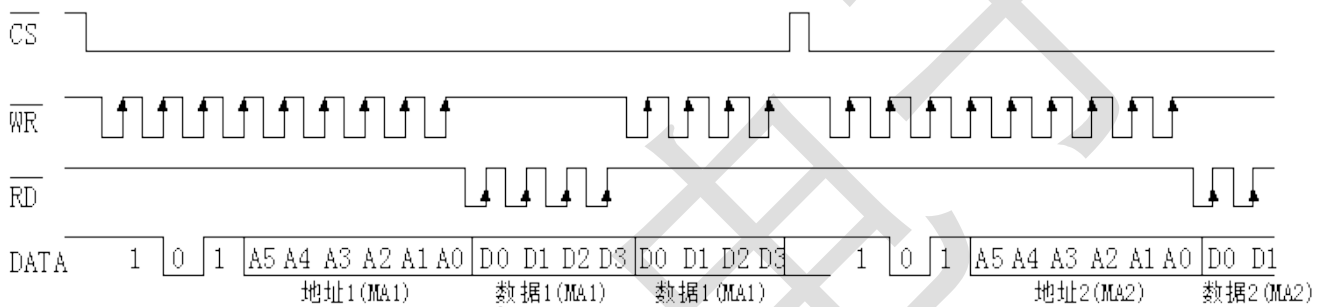 CS
WR
RD
DATA 1 0 1 A5 A4 A3 A2 A1 A0 D0 D1 D2 D3 D0 D1 D2 D3 1 0 1 A5 A4 A3 A2 A1 A0 D0 D1
地址1(MA1) 数据1(MA1) 数据1(MA1) 地址2(MA2) 数据2(MA2)